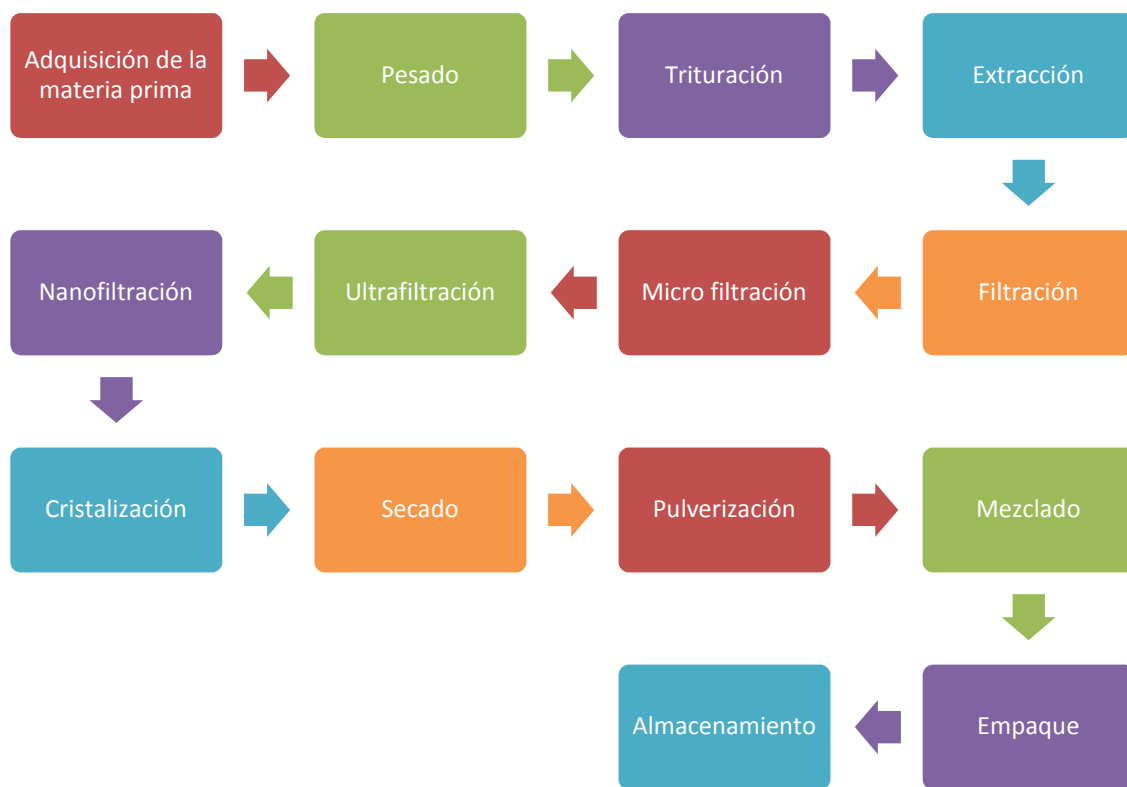 Adquisición de la
materia prima
Pesado
Trituración
Extracción
Filtración
Micro filtración
Ultrafiltración
Nanofiltración
Cristalización
Secado
Pulverización
Mezclado
Empaque
Almacenamiento